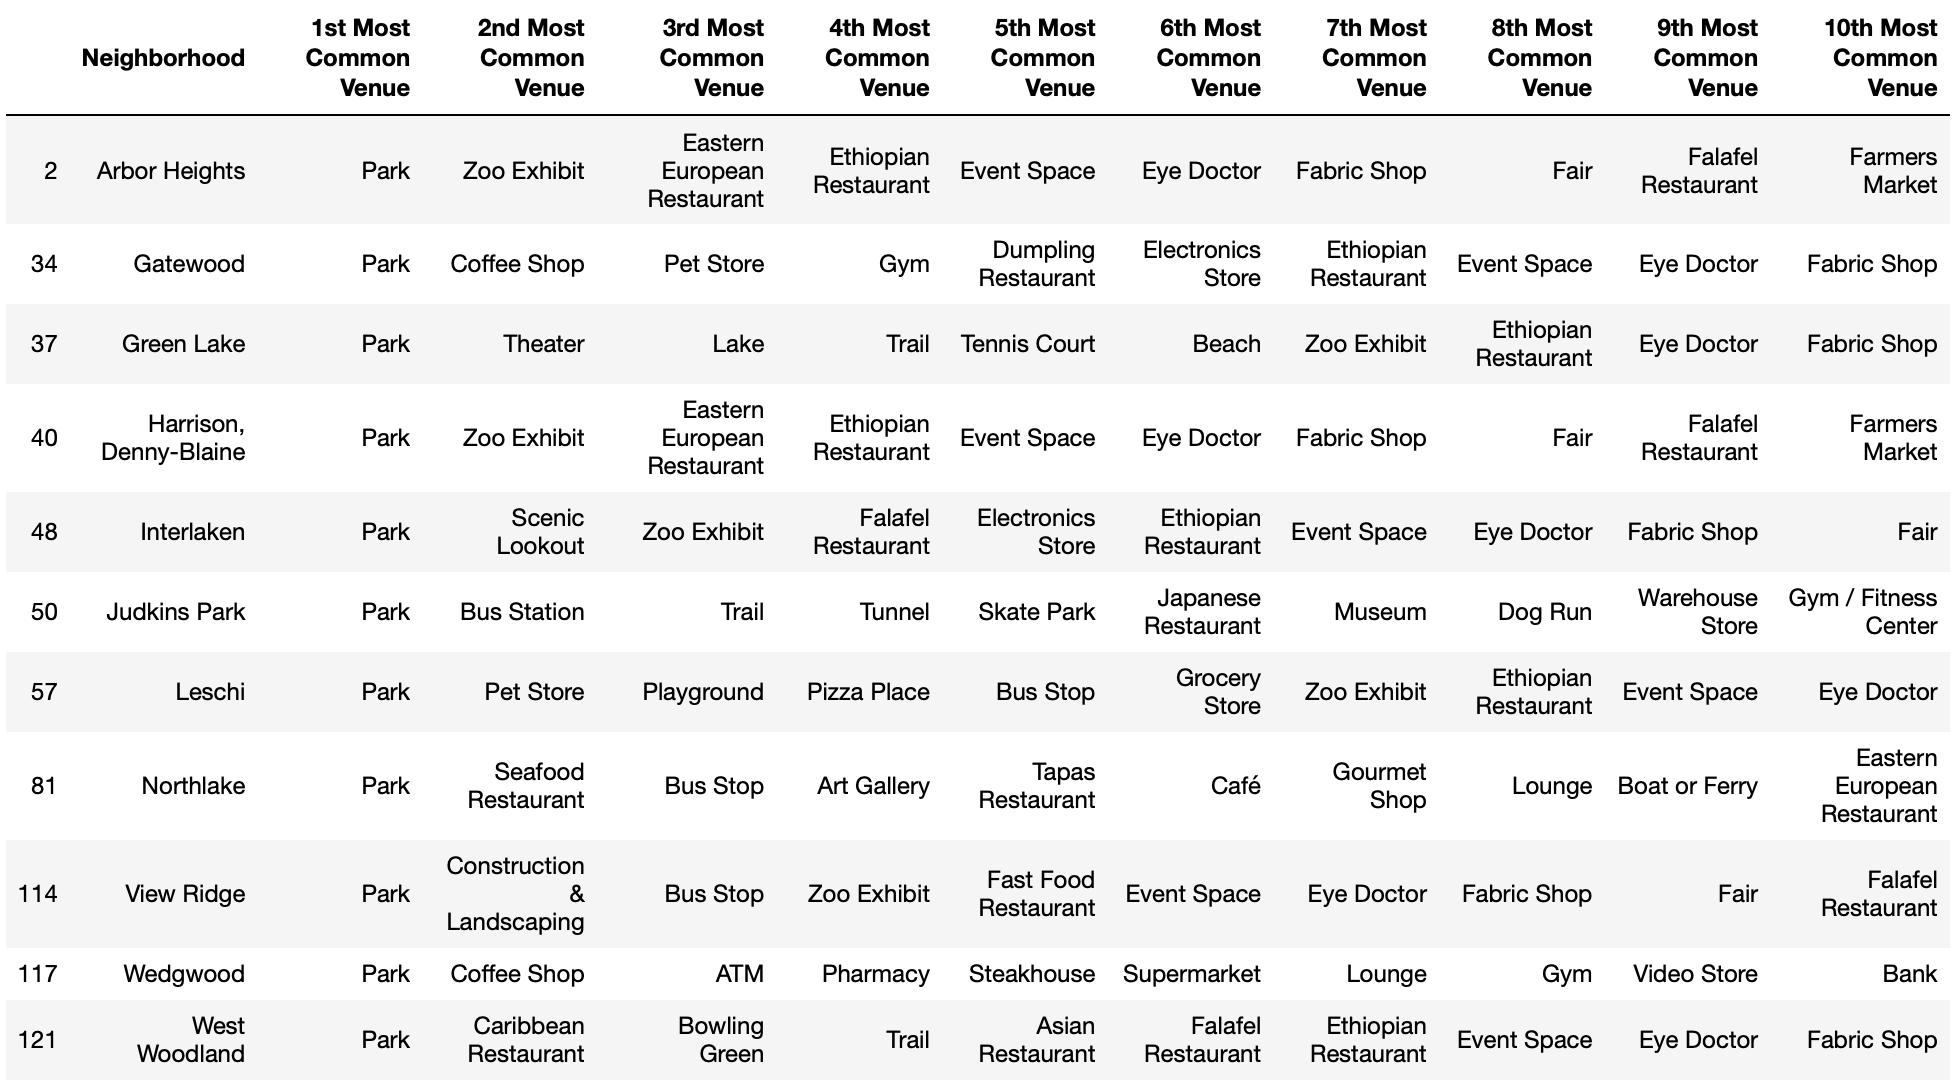 Neighborhood 1st Most Common Venue 2nd Most Common Venue 3rd Most Common Venue 4th Most Common Venue 5th Most Common Venue 6th Most Common Venue 7th Most Common Venue 8th Most Common Venue 9th Most Common Venue 10th Most Common Venue
2 Arbor Heights Park Zoo Exhibit Eastern European Restaurant Ethiopian Restaurant Event Space Eye Doctor Fabric Shop Fair Falafel Restaurant Farmers Market
34 Gatewood Park Coffee Shop Pet Store Gym Dumpling Restaurant Electronics Store Ethiopian Restaurant Event Space Eye Doctor Fabric Shop
37 Green Lake Park Theater Lake Trail Tennis Court Beach Zoo Exhibit Ethiopian Restaurant Eye Doctor Fabric Shop
40 Harrison, Denny-Blaine Park Zoo Exhibit Eastern European Restaurant Ethiopian Restaurant Event Space Eye Doctor Fabric Shop Fair Falafel Restaurant Farmers Market
48 Interlaken Park Scenic Lookout Zoo Exhibit Falafel Restaurant Electronics Store Ethiopian Restaurant Event Space Eye Doctor Fabric Shop Fair
50 Judkins Park Park Bus Station Trail Tunnel Skate Park Japanese Restaurant Museum Dog Run Warehouse Store Gym / Fitness Center
57 Leschi Park Pet Store Playground Pizza Place Bus Stop Grocery Store Zoo Exhibit Ethiopian Restaurant Event Space Eye Doctor
81 Northlake Park Seafood Restaurant Bus Stop Art Gallery Tapas Restaurant Café Gourmet Shop Lounge Boat or Ferry Eastern European Restaurant
114 View Ridge Park Construction & Landscaping Bus Stop Zoo Exhibit Fast Food Restaurant Event Space Eye Doctor Fabric Shop Fair Falafel Restaurant
117 Wedgwood Park Coffee Shop ATM Pharmacy Steakhouse Supermarket Lounge Gym Video Store Bank
121 West Woodland Park Caribbean Restaurant Bowling Green Trail Asian Restaurant Falafel Restaurant Ethiopian Restaurant Event Space Eye Doctor Fabric Shop